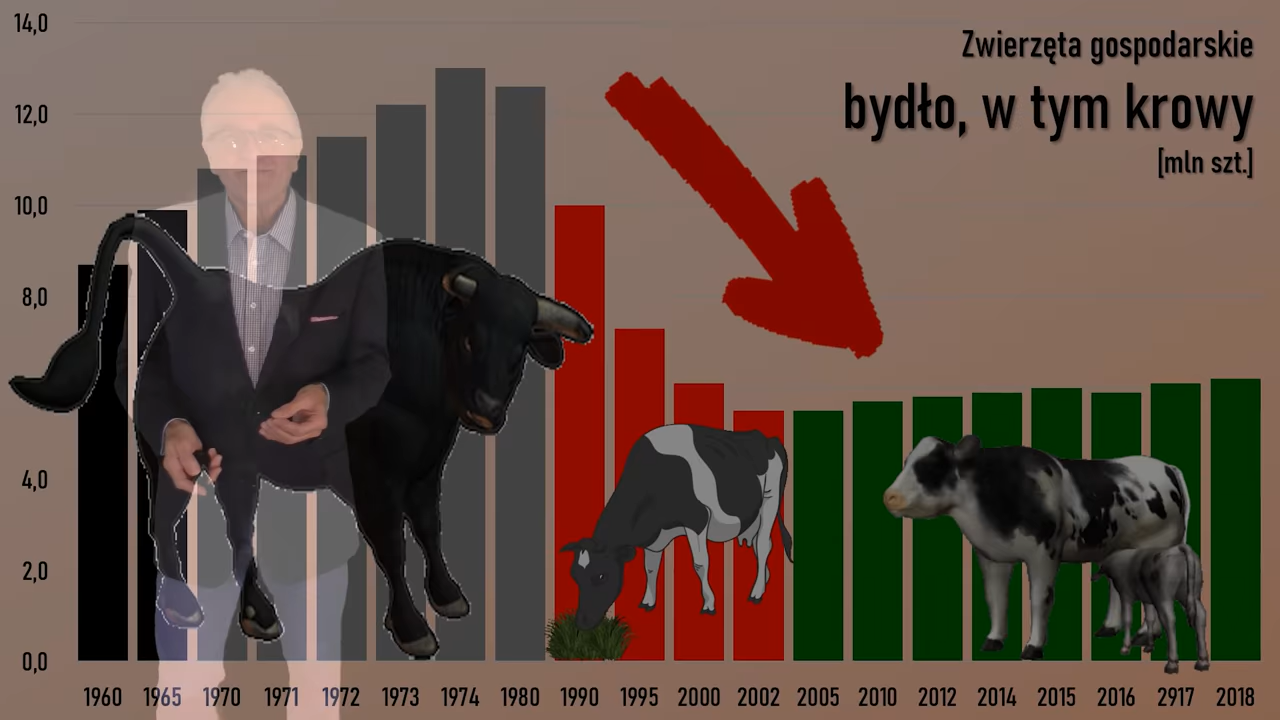 Zwierzęta gospodarskie
bydło, w tym krowy
[mln szt.]
14,0
12,0
10,0
8,0
4,0
2,0
0,0
1960 1965 1970 1971 1972 1973 1974 1980 1990 1995 2000 2002 2005 2010 2012 2014 2015 2016 2917 2018